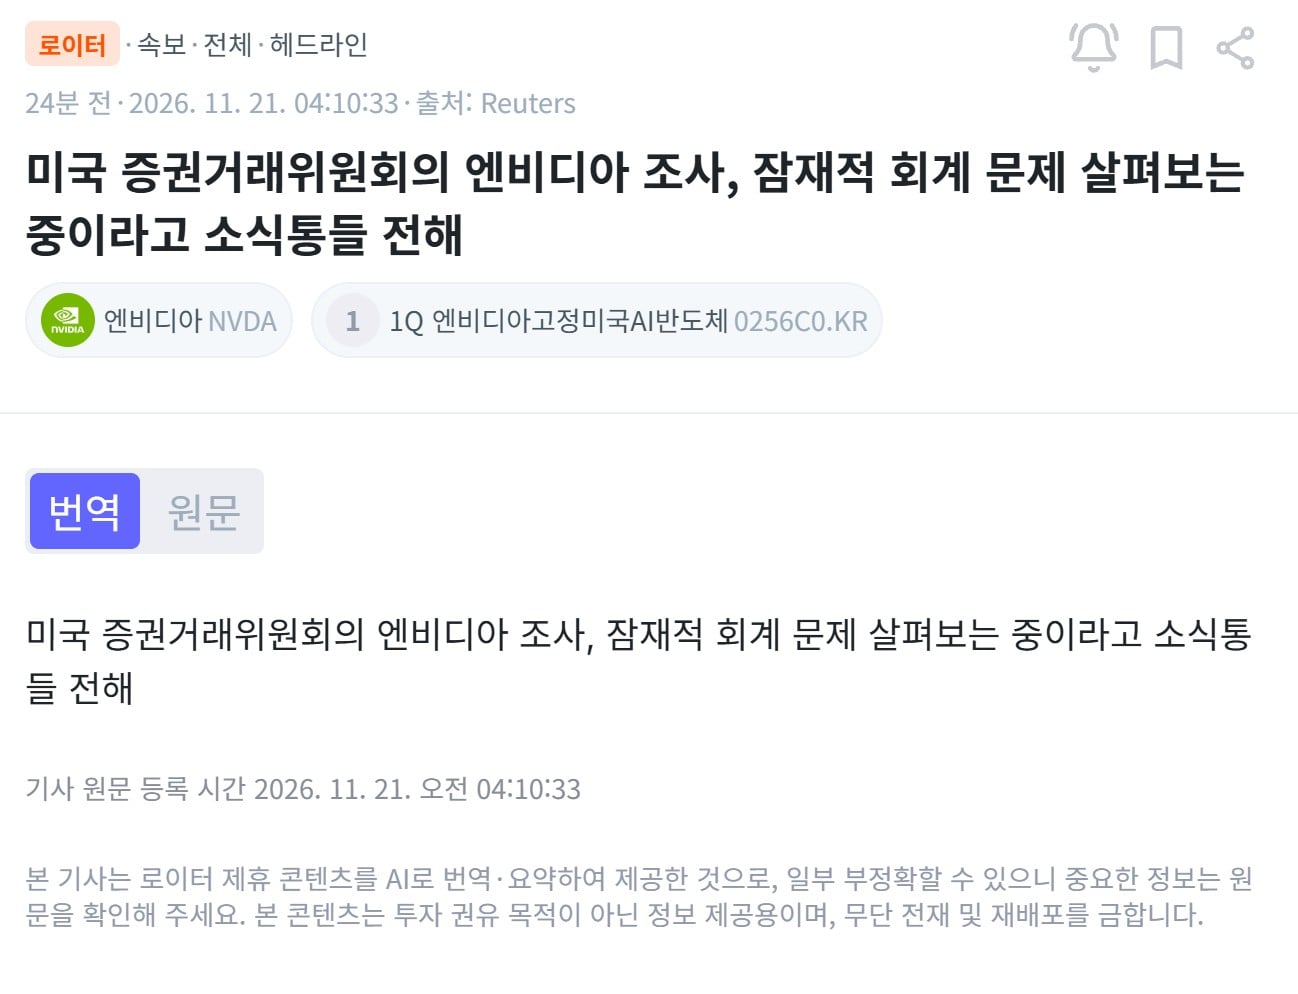 로이터 · 속보 · 전체 · 헤드라인
24분 전 · 2026. 11. 21. 04:10:33 · 출처: Reuters
미국 증권거래위원회의 엔비디아 조사, 잠재적 회계 문제 살펴보는
중이라고 소식통들 전해
NVIDIA 엔비디아 NVDA
1 1Q 엔비디아고정미국AI반도체 0256C0.KR
번역 원문
미국 증권거래위원회의 엔비디아 조사, 잠재적 회계 문제 살펴보는 중이라고 소식통
들 전해
기사 원문 등록 시간 2026. 11. 21. 오전 04:10:33
본 기사는 로이터 제휴 콘텐츠를 AI로 번역·요약하여 제공한 것으로, 일부 부정확할 수 있으니 중요한 정보는 원
문을 확인해 주세요. 본 콘텐츠는 투자 권유 목적이 아닌 정보 제공용이며, 무단 전재 및 재배포를 금합니다.